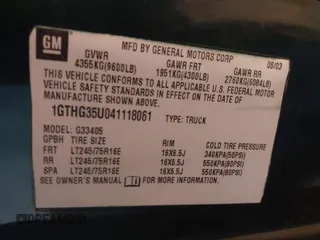 GM
MFD BY GENERAL MOTORS CORP
08/03
GVWR GAWR FRT GAWR RR
4355KG(9600LB) 1951KG(4300LB) 2760KG(6084LB)
THIS VEHICLE CONFORMS TO ALL APPLICABLE U.S. FEDERAL MOTOR
VEHICLE SAFETY STANDARDS IN EFFECT ON THE DATE OF
MANUFACTURE SHOWN ABOVE.
1GTHG35U041118061 TYPE: TRUCK
MODEL: G33405
GPBH TIRE SIZE RIM COLD TIRE PRESSURE
FRT LT245/75R16E 16X6.5J 340KPA(50PSI)
RR LT245/75R16E 16X6.5J 550KPA(80PSI)
SPA LT245/75R16E 16X6.5J 550KPA(80PSI)
SEE OWNER'S MANUAL FOR